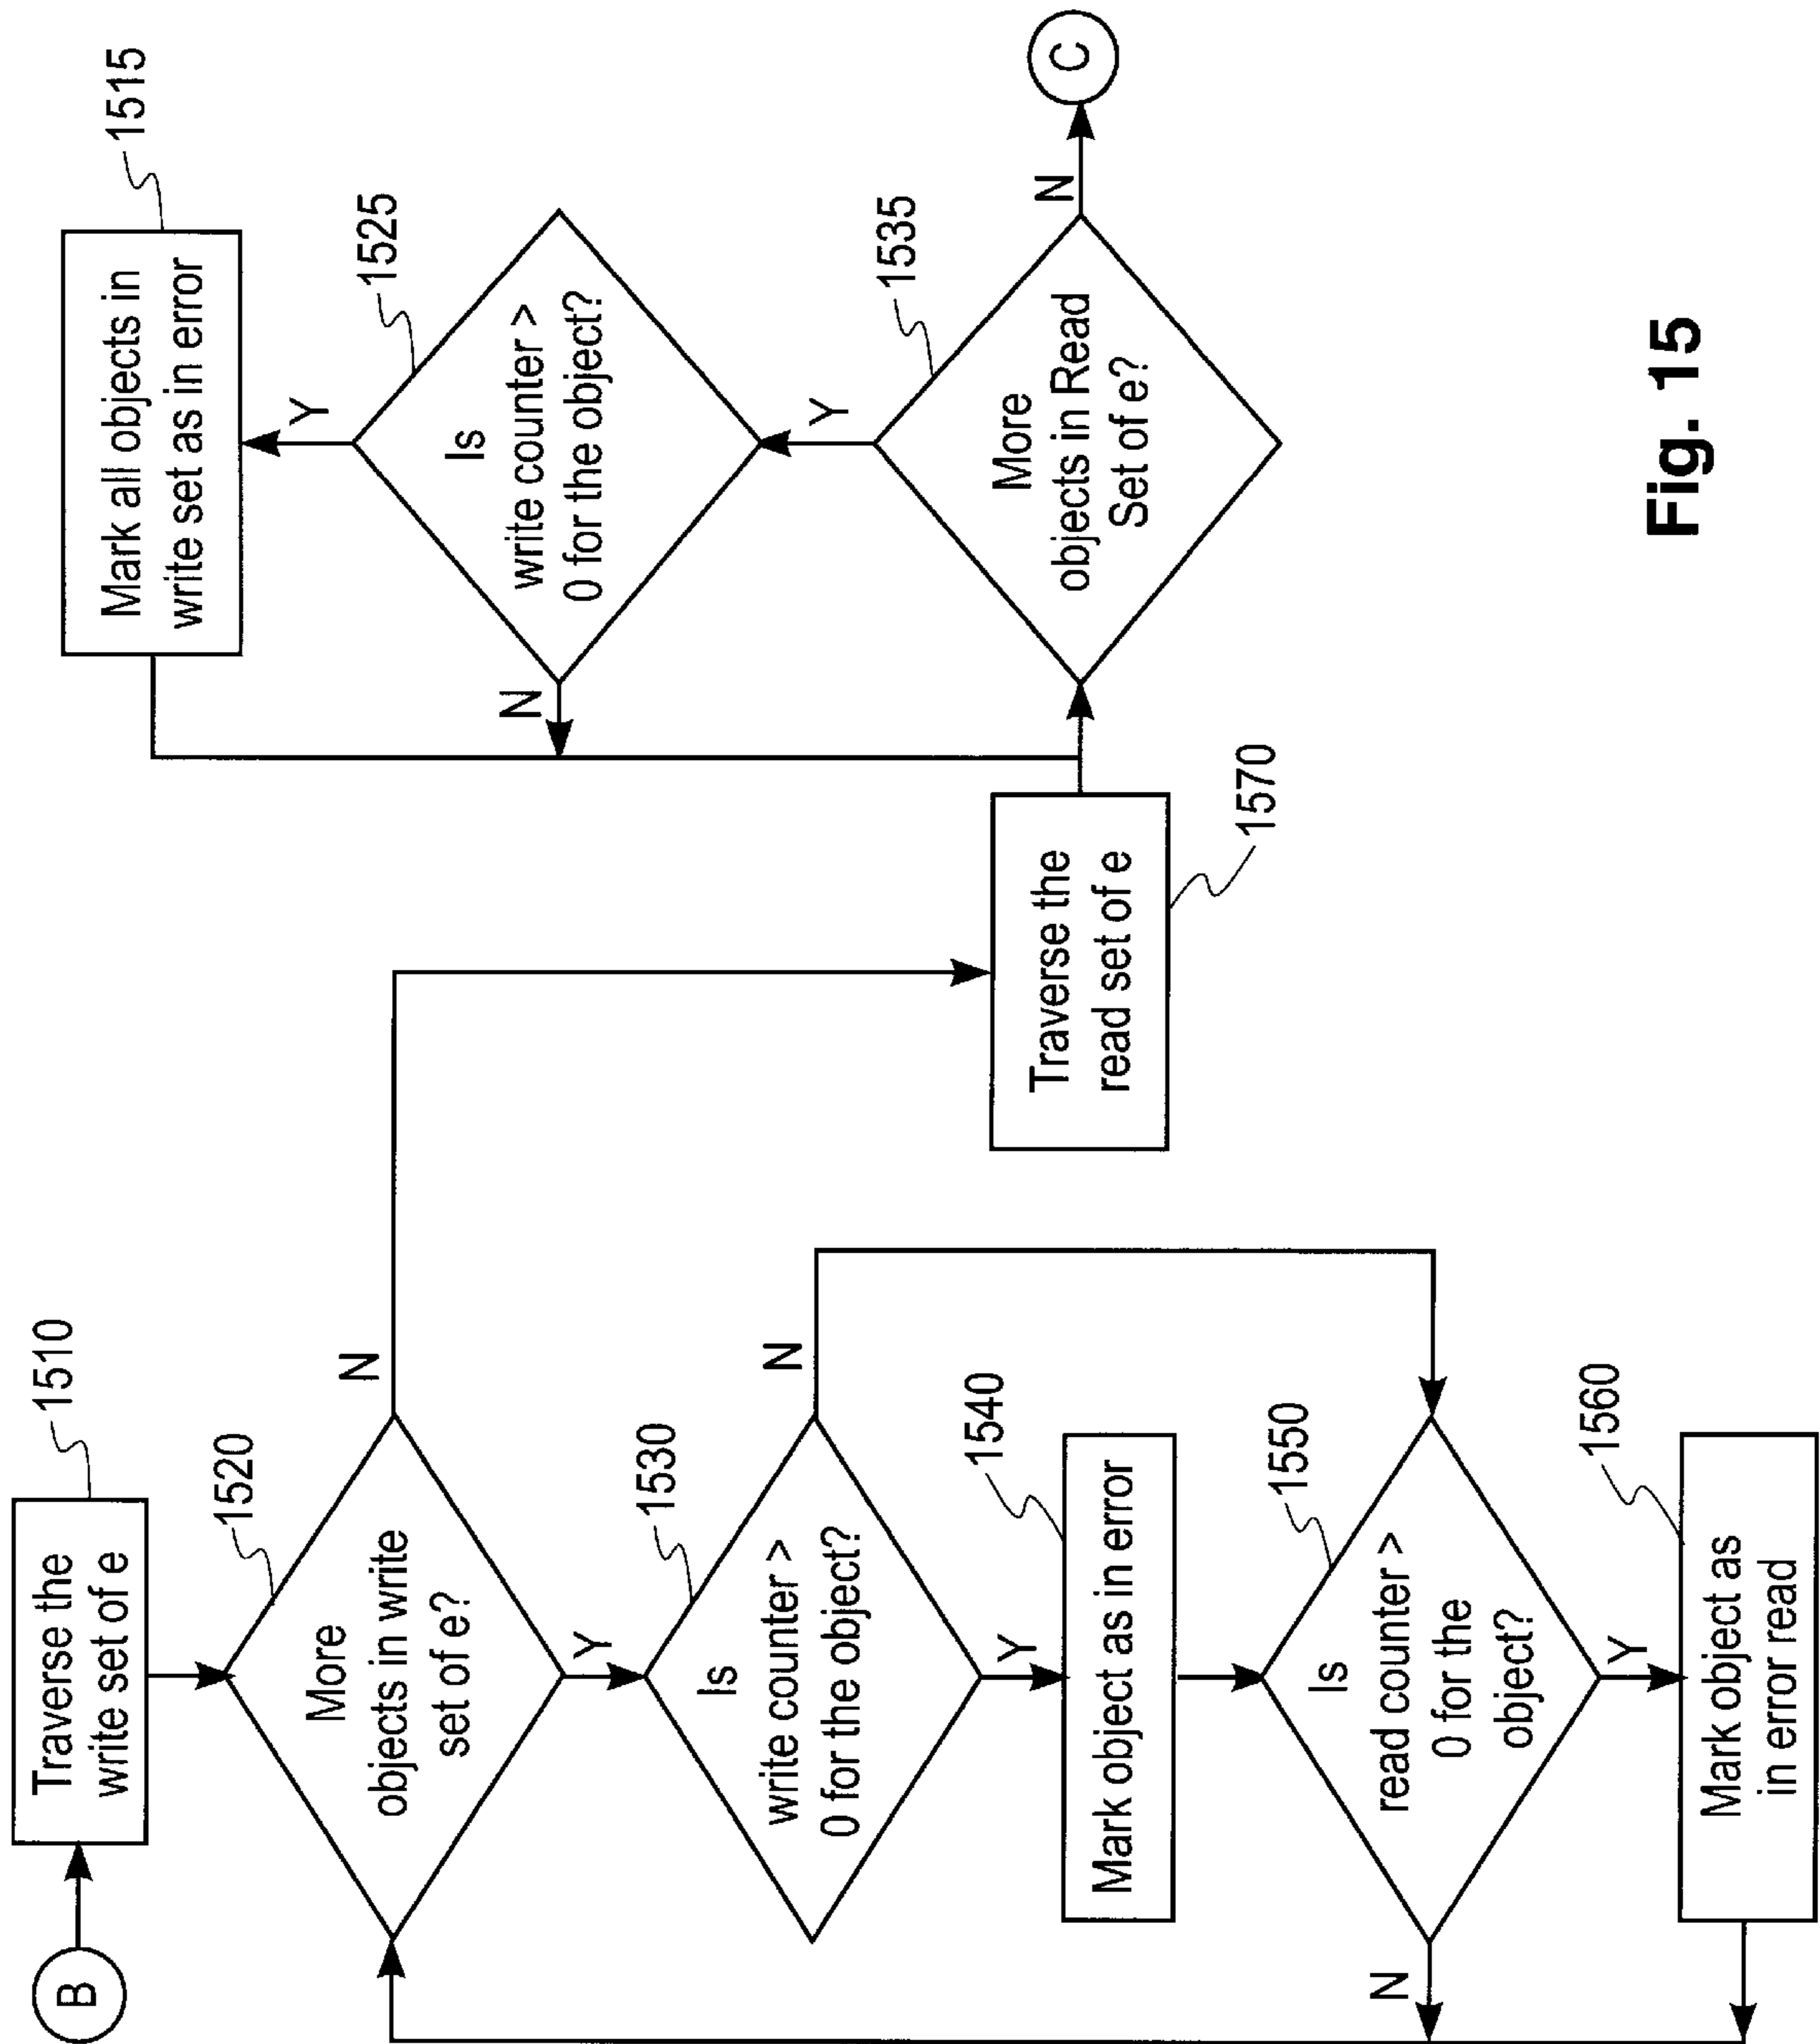 B
Traverse the
write set of e
1510
More
objects in write
set of e?
1520
N
Y
Is
write counter >
0 for the object?
1530
N
Y
Mark object as in error
1540
Is
read counter >
0 for the
object?
1550
N
Y
Mark object as
in error read
1560
Traverse the
read set of e
1570
Mark all objects in
write set as in error
1515
Y
Is
write counter >
0 for the object?
1525
N
Y
More
objects in Read
Set of e?
1535
N
C
Fig. 15